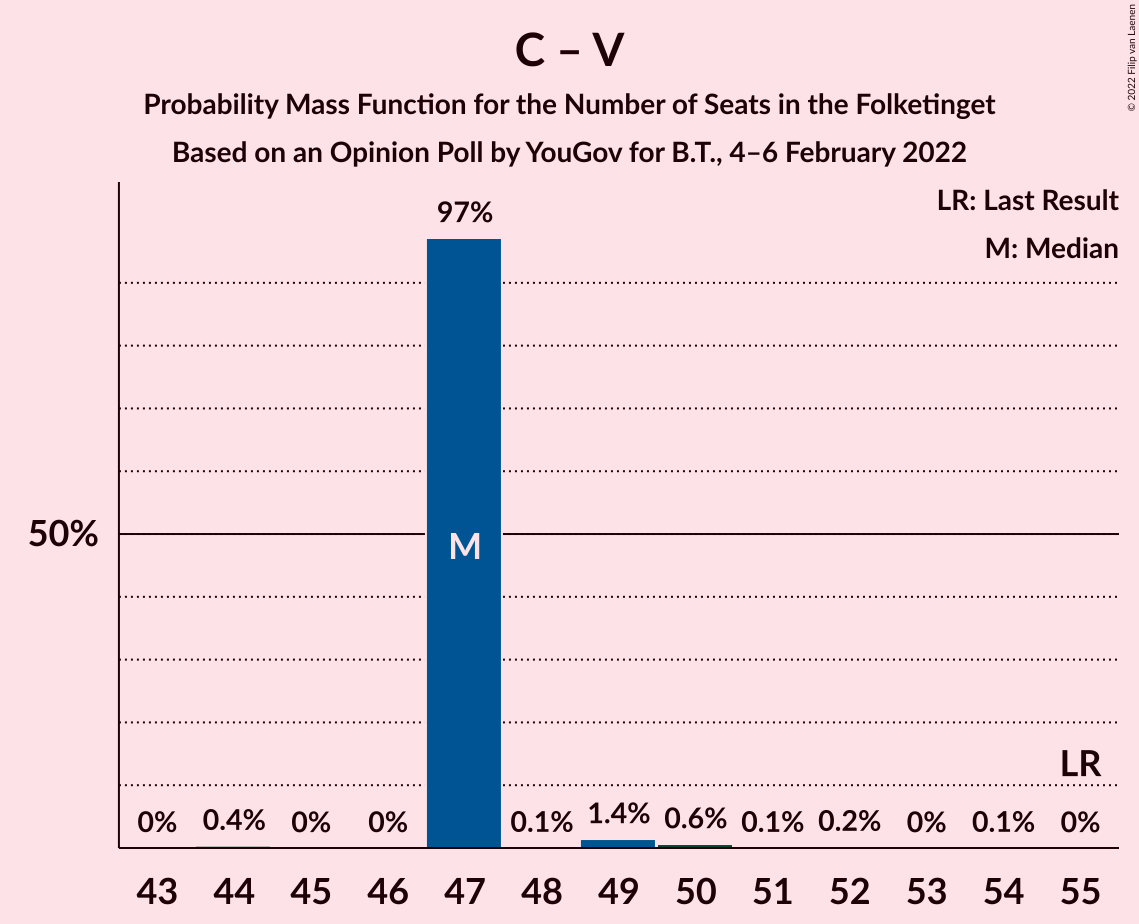 C – V
Probability Mass Function for the Number of Seats in the Folketinget
Based on an Opinion Poll by YouGov for B.T., 4–6 February 2022
© 2022 Filip van Laenen
LR: Last Result
M: Median
97%
50%
M
LR
0% 0.4% 0% 0% 0.1% 1.4% 0.6% 0.1% 0.2% 0% 0.1% 0%
43 44 45 46 47 48 49 50 51 52 53 54 55